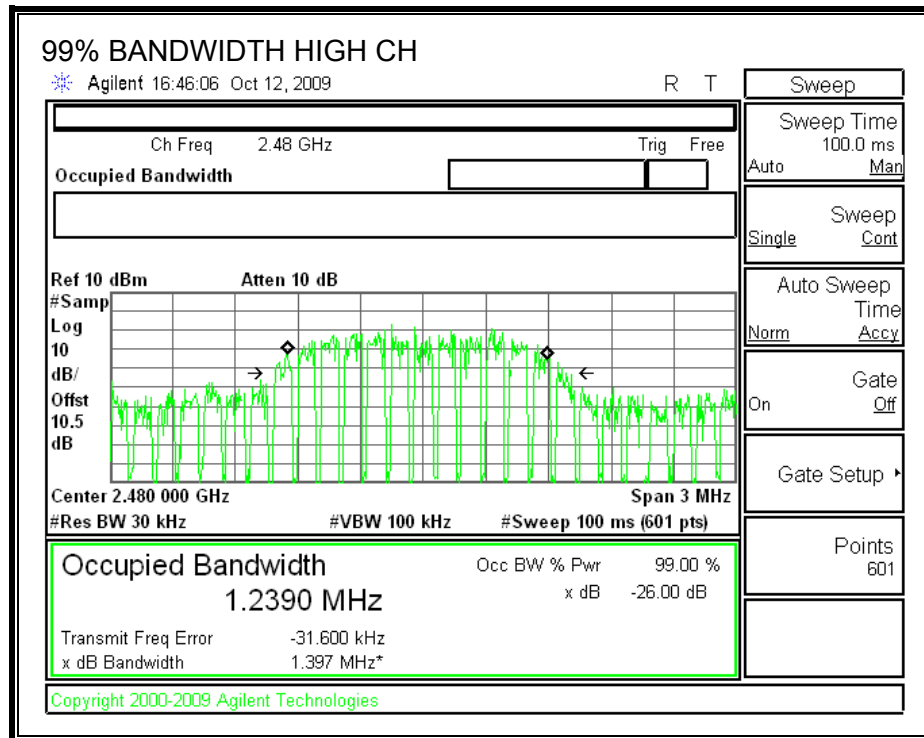 99% BANDWIDTH HIGH CH
Agilent 16:46:06 Oct 12, 2009 R T
Ch Freq 2.48 GHz Trig Free
Occupied Bandwidth
Ref 10 dBm Atten 10 dB
#Samp
Log
10
dB/
Offst
10.5
dB
Center 2.480 000 GHz Span 3 MHz
#Res BW 30 kHz #VBW 100 kHz #Sweep 100 ms (601 pts)
Occupied Bandwidth
1.2390 MHz
Occ BW % Pwr 99.00 %
x dB -26.00 dB
Transmit Freq Error -31.600 kHz
x dB Bandwidth 1.397 MHz*
Copyright 2000-2009 Agilent Technologies
Sweep
Sweep Time
100.0 ms
Auto Man
Sweep
Single Cont
Auto Sweep
Time
Norm Accy
Gate
On Off
Gate Setup
Points
601